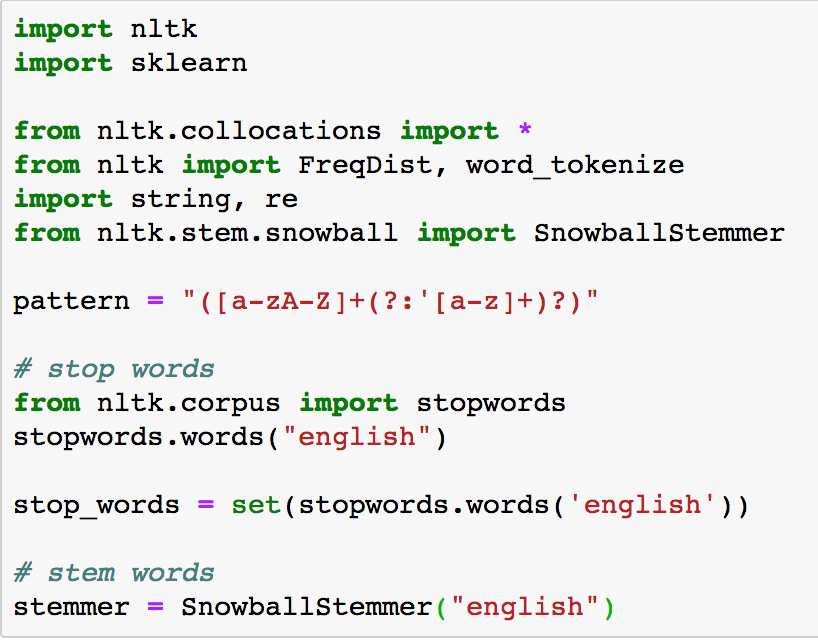 import nltk
import sklearn
from nltk.collocations import *
from nltk import FreqDist, word_tokenize
import string, re
from nltk.stem.snowball import SnowballStemmer
pattern = "([a-zA-Z]+(?:'[a-z]+)?)"
# stop words
from nltk.corpus import stopwords
stopwords.words("english")
stop_words = set(stopwords.words('english'))
# stem words
stemmer = SnowballStemmer("english")